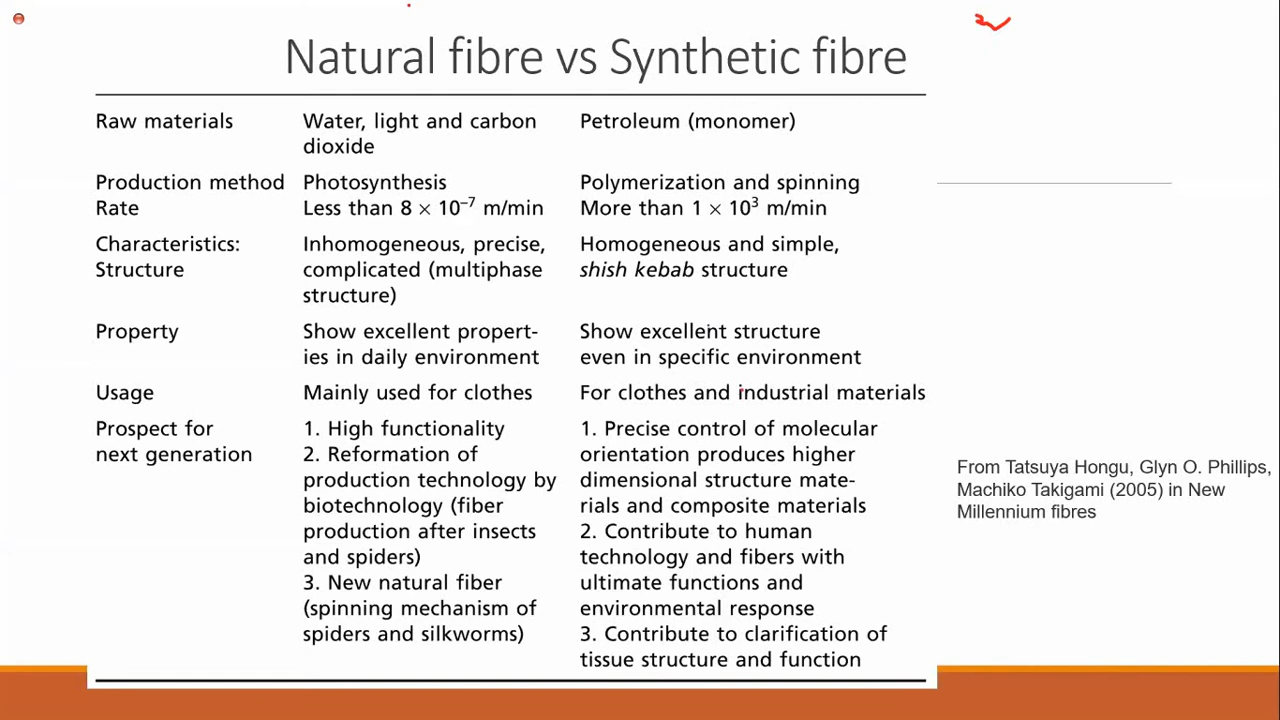 Natural fibre vs Synthetic fibre
Raw materials Water, light and carbon Petroleum (monomer)
dioxide
Production method Photosynthesis Polymerization and spinning
Rate Less than 8 × 10⁻⁷ m/min More than 1 × 10³ m/min
Characteristics: Inhomogeneous, precise, Homogeneous and simple,
Structure complicated (multiphase shish kebab structure
structure)
Property Show excellent propert- Show excellent structure
ies in daily environment even in specific environment
Usage Mainly used for clothes For clothes and industrial materials
Prospect for 1. High functionality 1. Precise control of molecular
next generation 2. Reformation of orientation produces higher
production technology by dimensional structure mate-
biotechnology (fiber rials and composite materials
production after insects 2. Contribute to human
and spiders) technology and fibers with
3. New natural fiber ultimate functions and
(spinning mechanism of environmental response
spiders and silkworms) 3. Contribute to clarification of
tissue structure and function
From Tatsuya Hongu, Glyn O. Phillips,
Machiko Takigami (2005) in New
Millennium fibres